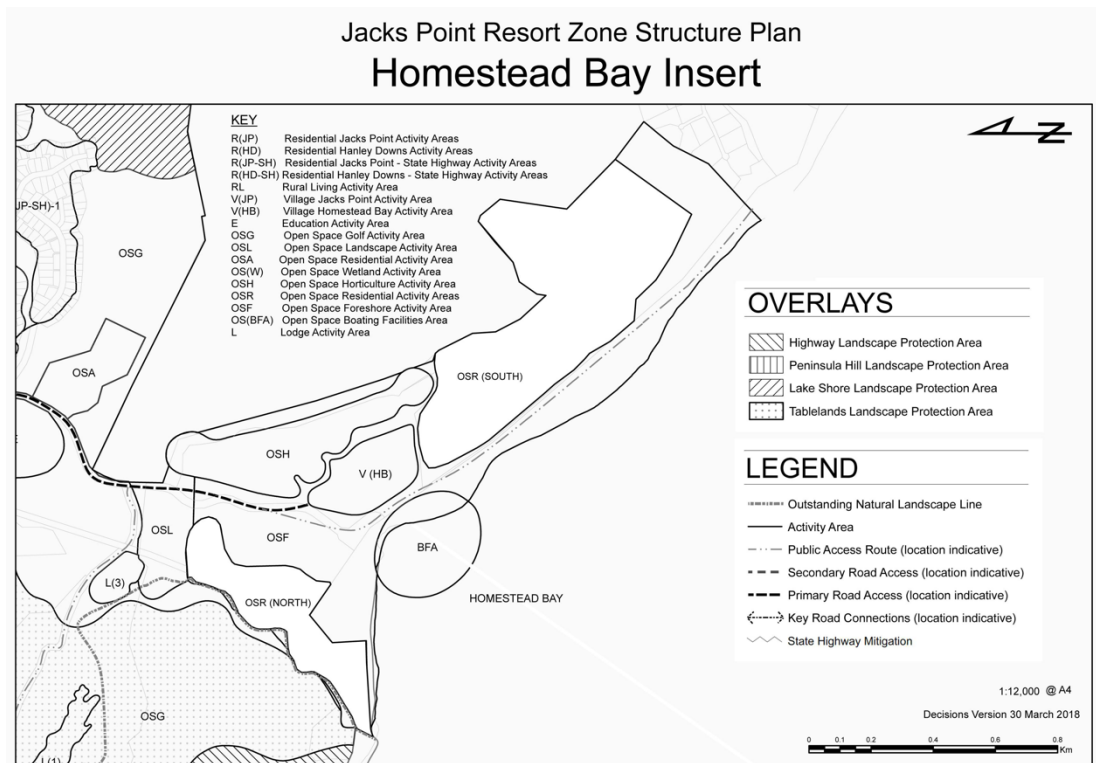 Jacks Point Resort Zone Structure Plan
Homestead Bay Insert
KEY
R(JP) Residential Jacks Point Activity Areas
R(HD) Residential Hanley Downs Activity Areas
R(JP-SH) Residential Jacks Point - State Highway Activity Areas
R(HD-SH) Residential Hanley Downs - State Highway Activity Areas
RL Rural Living Activity Area
V(JP) Village Jacks Point Activity Area
V(HB) Village Homestead Bay Activity Area
E Education Activity Area
OSG Open Space Golf Activity Area
OSL Open Space Landscape Activity Area
OSA Open Space Residential Activity Area
OS(W) Open Space Wetland Activity Area
OSH Open Space Horticulture Activity Area
OSR Open Space Residential Activity Areas
OSF Open Space Foreshore Activity Area
OS(BFA) Open Space Boating Facilities Area
L Lodge Activity Area
Z
JP-SH)-1
OSG
OSA
OSR (SOUTH)
OSH
V (HB)
OSL
OSF
BFA
L(3)
OSR (NORTH)
HOMESTEAD BAY
OSG
L(1)
OVERLAYS
Highway Landscape Protection Area
Peninsula Hill Landscape Protection Area
Lake Shore Landscape Protection Area
Tablelands Landscape Protection Area
LEGEND
Outstanding Natural Landscape Line
Activity Area
Public Access Route (location indicative)
Secondary Road Access (location indicative)
Primary Road Access (location indicative)
Key Road Connections (location indicative)
State Highway Mitigation
1:12,000 @ A4
Decisions Version 30 March 2018
0 0.1 0.2 0.4 0.6 0.8
Km